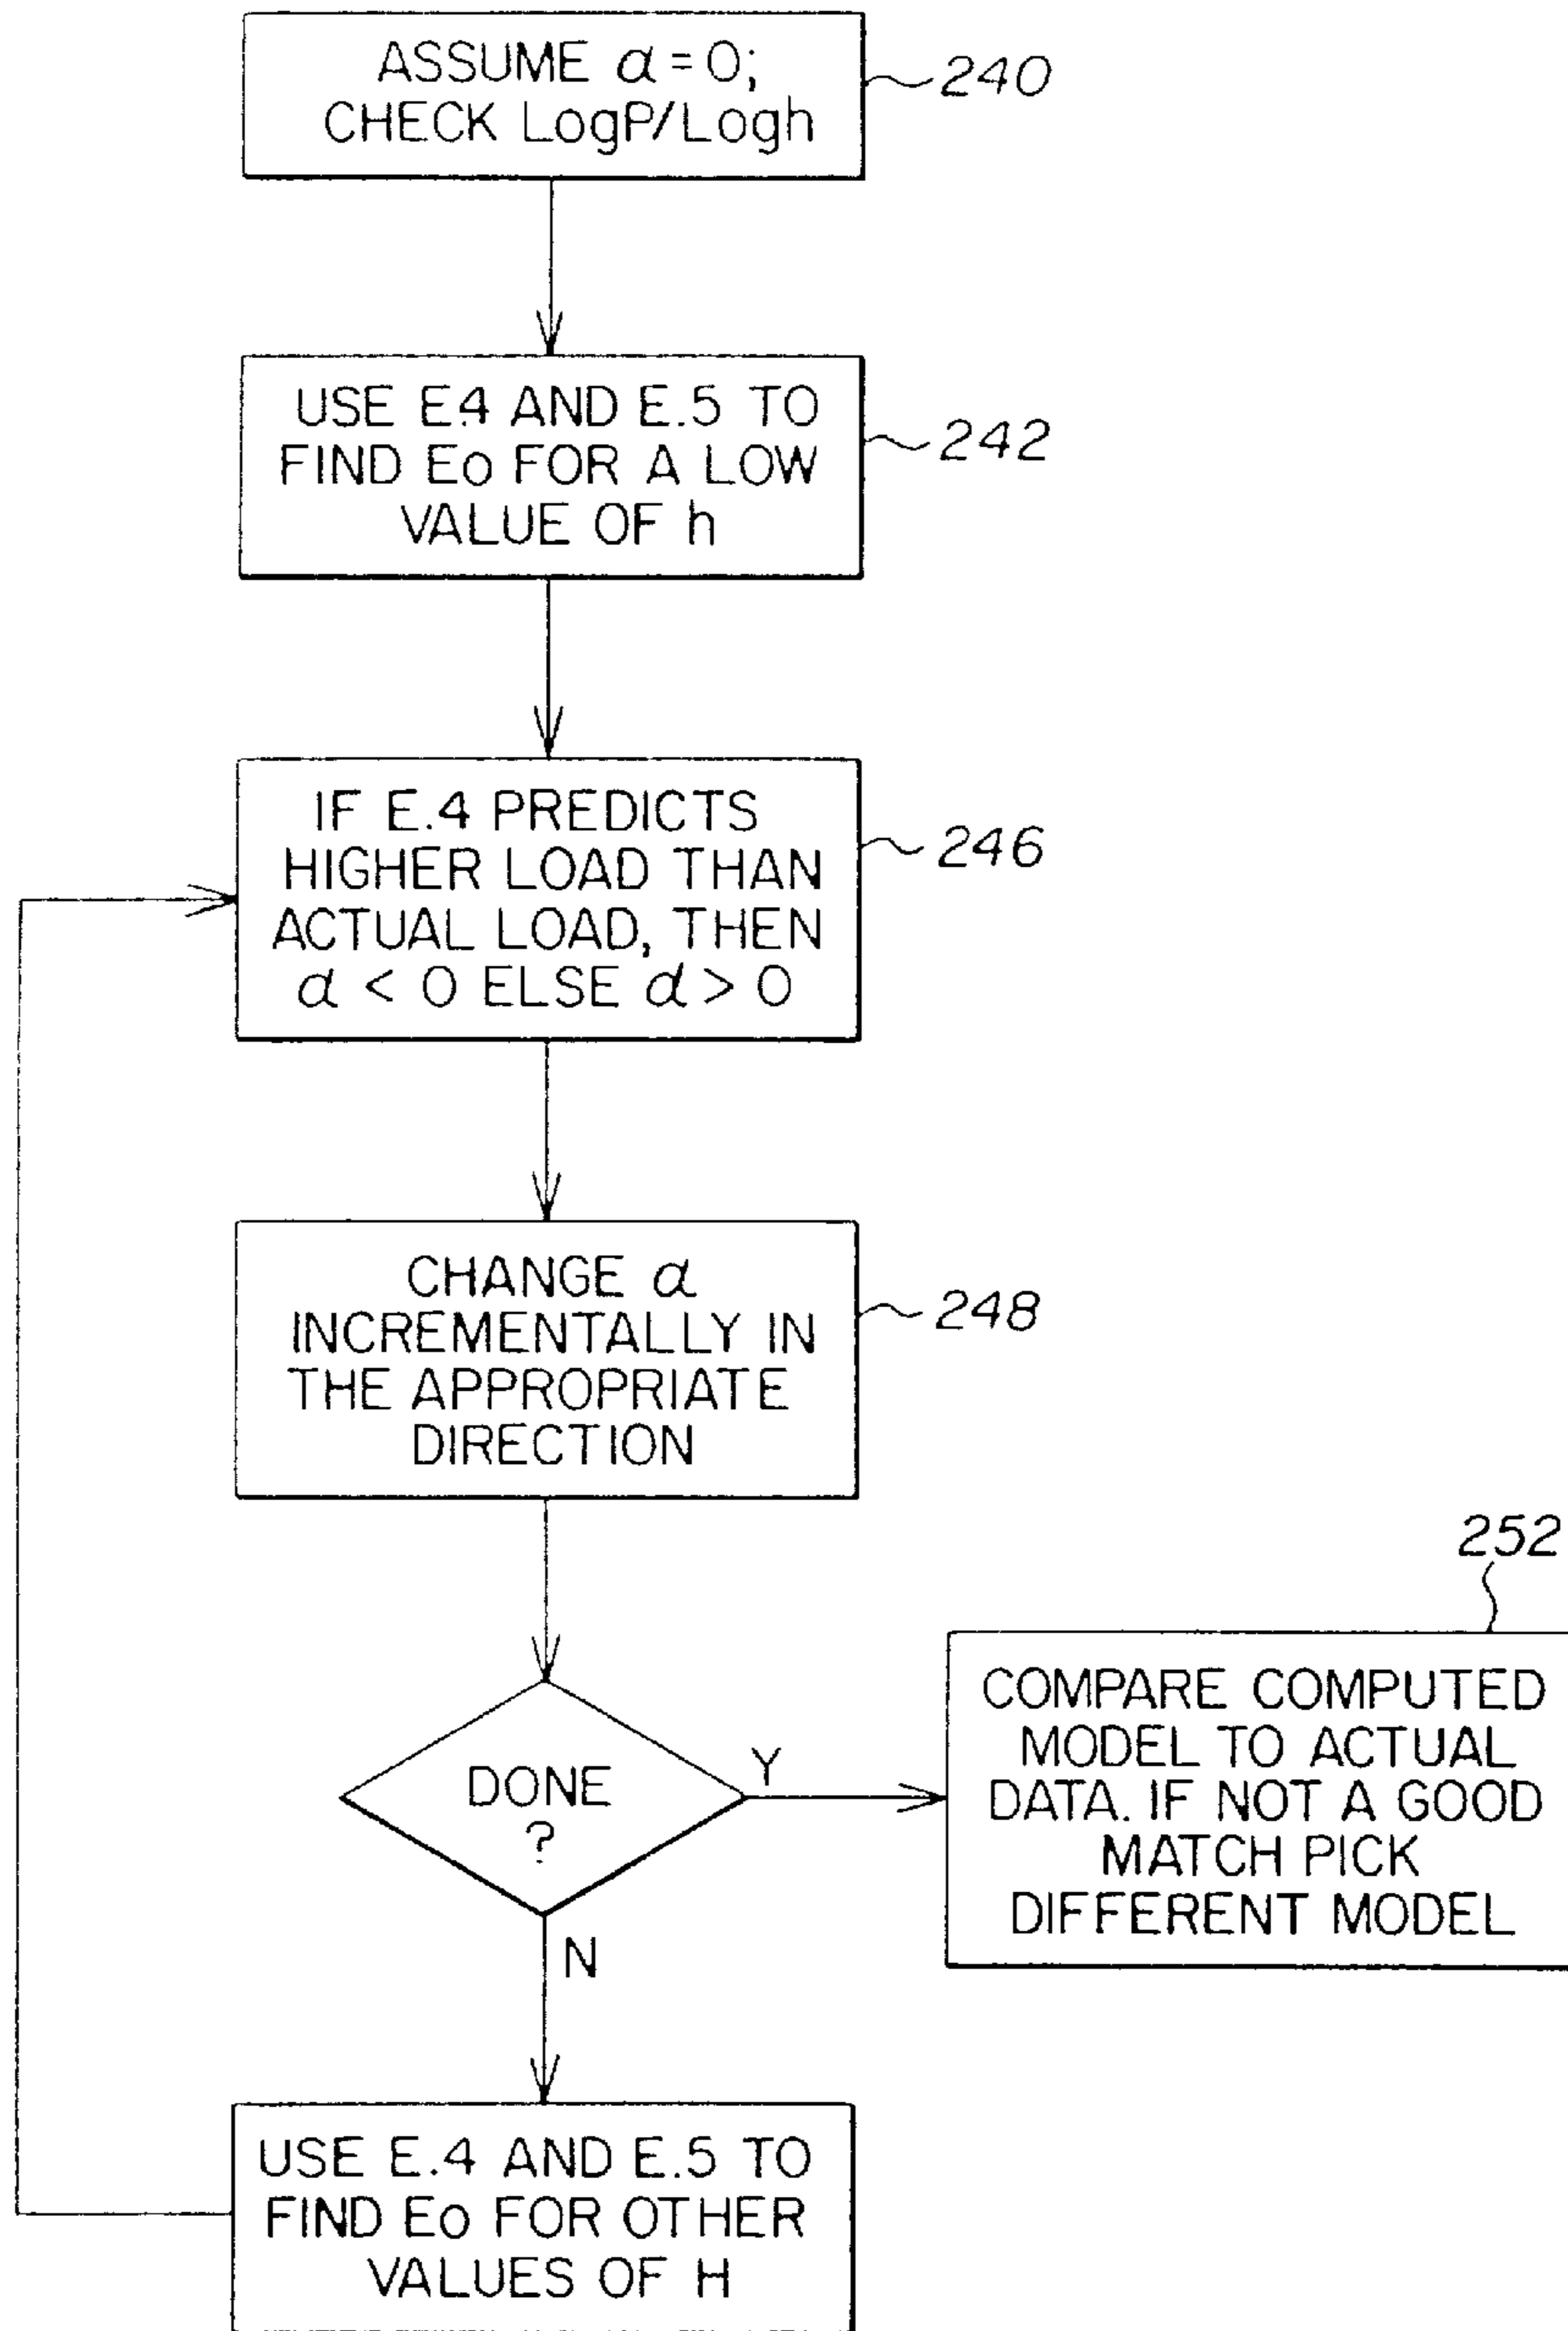 ASSUME α = 0;
CHECK LogP/Logh
240
USE E.4 AND E.5 TO
FIND Eo FOR A LOW
VALUE OF h
242
IF E.4 PREDICTS
HIGHER LOAD THAN
ACTUAL LOAD, THEN
α < 0 ELSE α > 0
246
CHANGE α
INCREMENTALLY IN
THE APPROPRIATE
DIRECTION
248
DONE
?
Y
N
252
COMPARE COMPUTED
MODEL TO ACTUAL
DATA. IF NOT A GOOD
MATCH PICK
DIFFERENT MODEL
USE E.4 AND E.5 TO
FIND Eo FOR OTHER
VALUES OF H